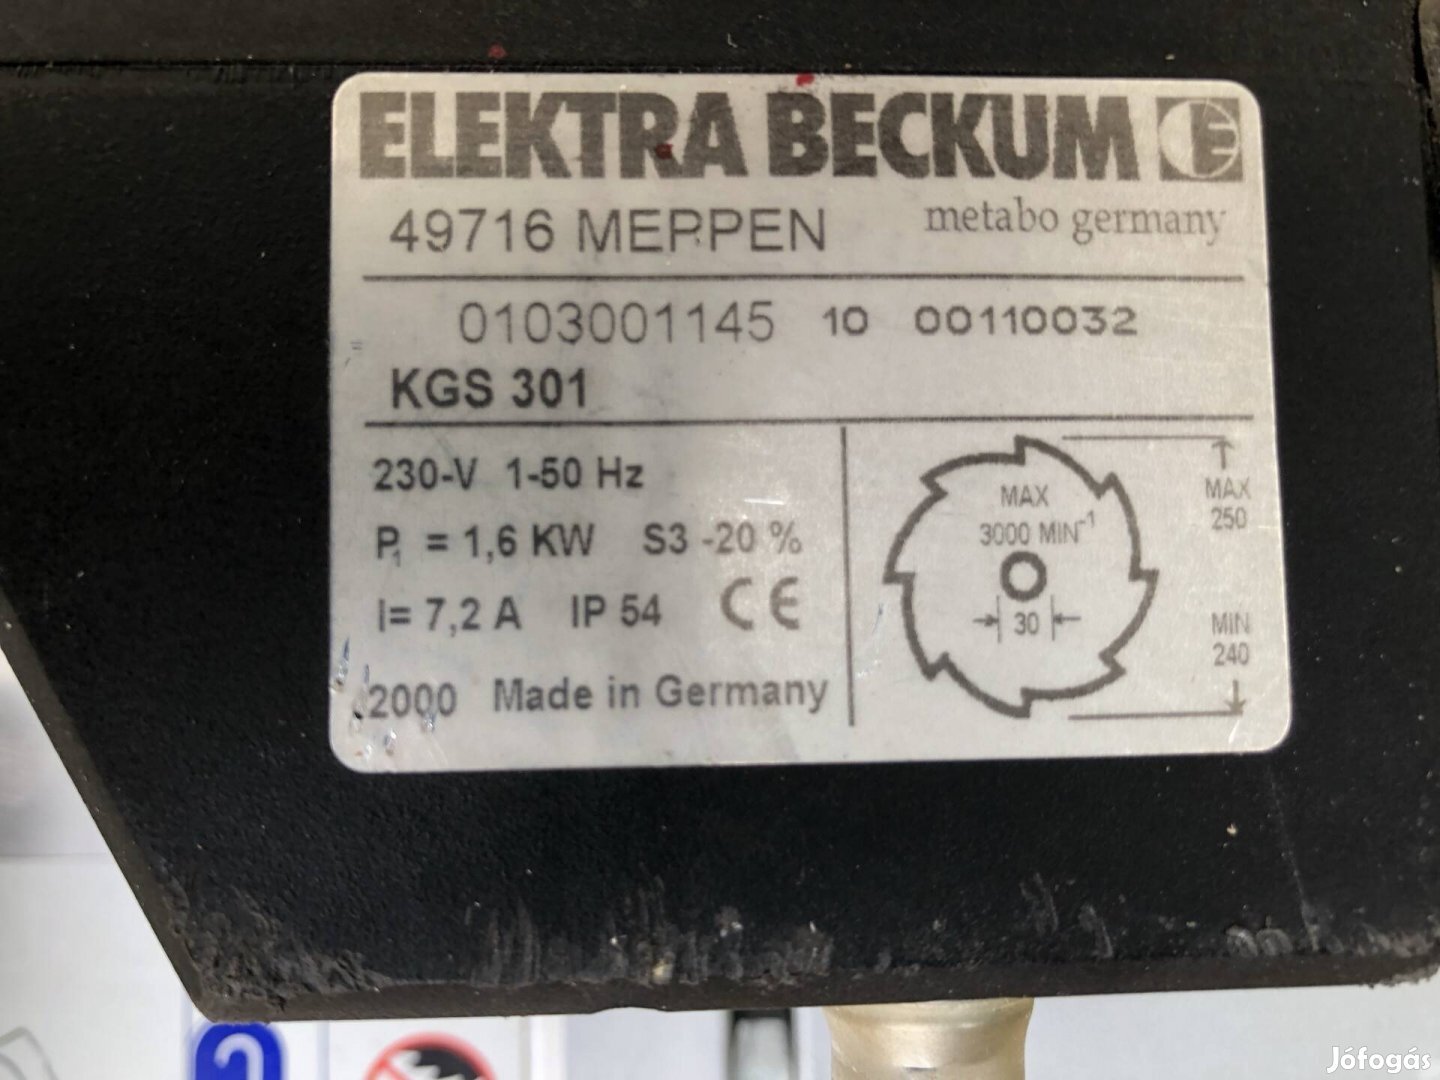 ELEKTRA BECKUM E
49716 MEPPEN
metabo germany
0103001145 10 00110032
KGS 301
230-V 1-50 Hz
P1 = 1,6 KW S3 -20 %
I= 7,2 A IP 54 CE
2000 Made in Germany
MAX
3000 MIN-1
30
MAX
250
MIN
240
Jófogás